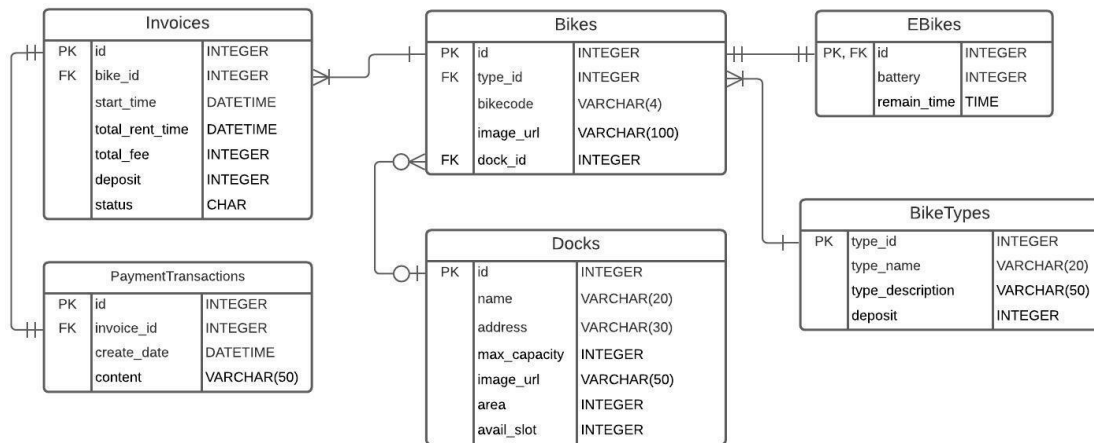 Invoices
PK id INTEGER
FK bike_id INTEGER
start_time DATETIME
total_rent_time DATETIME
total_fee INTEGER
deposit INTEGER
status CHAR
Bikes
PK id INTEGER
FK type_id INTEGER
bikecode VARCHAR(4)
image_url VARCHAR(100)
FK dock_id INTEGER
EBikes
PK, FK id INTEGER
battery INTEGER
remain_time TIME
BikeTypes
PK type_id INTEGER
type_name VARCHAR(20)
type_description VARCHAR(50)
deposit INTEGER
PaymentTransactions
PK id INTEGER
FK invoice_id INTEGER
create_date DATETIME
content VARCHAR(50)
Docks
PK id INTEGER
name VARCHAR(20)
address VARCHAR(30)
max_capacity INTEGER
image_url VARCHAR(50)
area INTEGER
avail_slot INTEGER